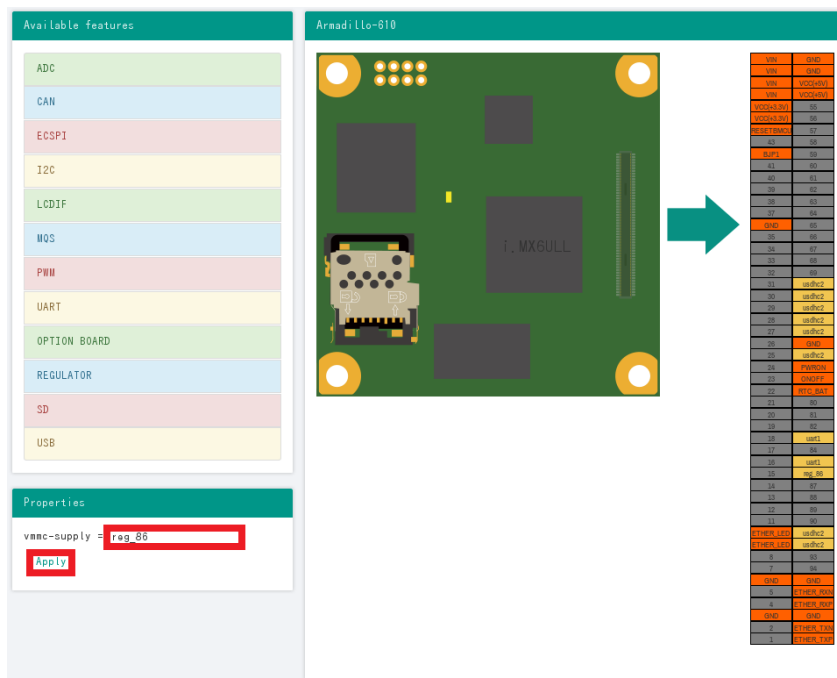 Available features
ADC
CAN
ECSPI
I2C
LCDIF
MQS
PWM
UART
OPTION BOARD
REGULATOR
SD
USB
Properties
vmmc-supply = reg_86
Apply
Armadillo-610
i.MX6ULL
VIN GND
VIN GND
VIN VCC(+5V)
VIN VCC(+5V)
VCC(+3.3V) 55
VCC(+3.3V) 56
RESETBMCU 57
43 58
BJP1 59
41 60
40 61
39 62
38 63
37 64
GND 65
35 66
34 67
33 68
32 69
31 usdhc2
30 usdhc2
29 usdhc2
28 usdhc2
27 usdhc2
26 GND
25 usdhc2
24 PWRON
23 ONOFF
22 RTC_BAT
21 80
20 81
19 82
18 uart1
17 84
16 uart1
15 reg_86
14 87
13 88
12 89
11 90
ETHER_LED usdhc2
ETHER_LED usdhc2
8 93
7 94
GND GND
5 ETHER_RXN
4 ETHER_RXP
GND GND
2 ETHER_TXN
1 ETHER_TXP